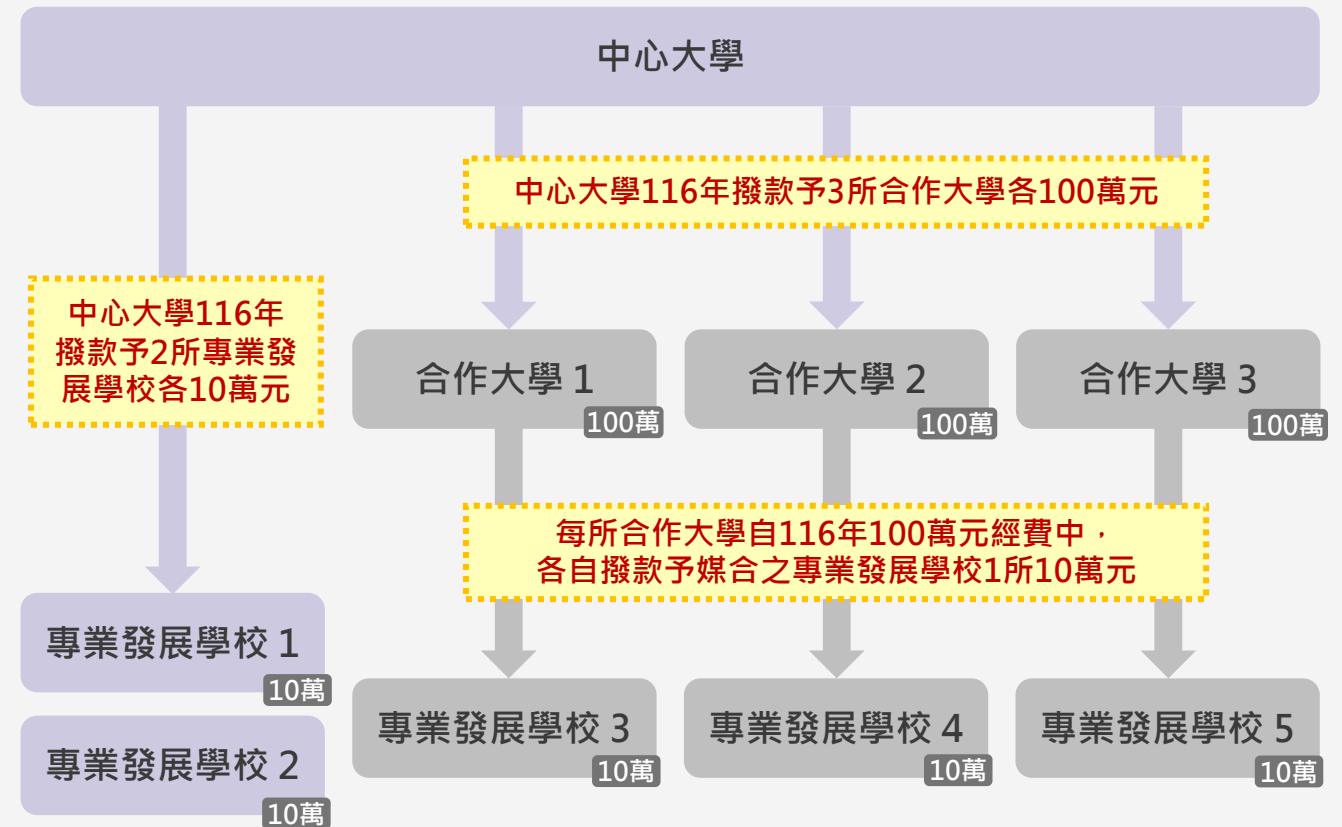 中心大學
中心大學116年撥款予3所合作大學各100萬元
中心大學116年
撥款予2所專業發
展學校各10萬元
合作大學 1
100萬
合作大學 2
100萬
合作大學 3
100萬
每所合作大學自116年100萬元經費中，
各自撥款予媒合之專業發展學校1所10萬元
專業發展學校 1
10萬
專業發展學校 2
10萬
專業發展學校 3
10萬
專業發展學校 4
10萬
專業發展學校 5
10萬